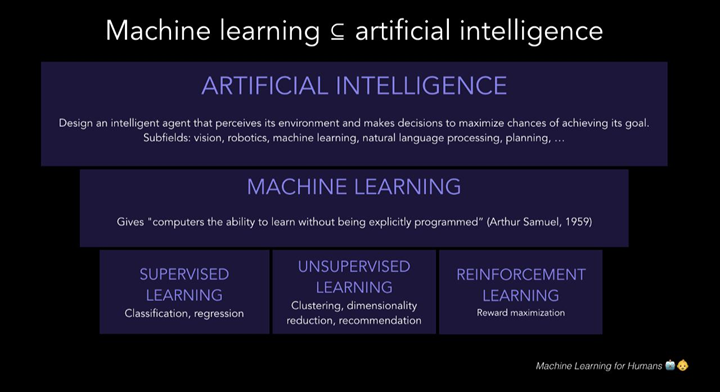 Machine learning ⊆ artificial intelligence
ARTIFICIAL INTELLIGENCE
Design an intelligent agent that perceives its environment and makes decisions to maximize chances of achieving its goal.
Subfields: vision, robotics, machine learning, natural language processing, planning, …
MACHINE LEARNING
Gives "computers the ability to learn without being explicitly programmed” (Arthur Samuel, 1959)
SUPERVISED
LEARNING
Classification, regression
UNSUPERVISED
LEARNING
Clustering, dimensionality
reduction, recommendation
REINFORCEMENT
LEARNING
Reward maximization
Machine Learning for Humans 🤖👶